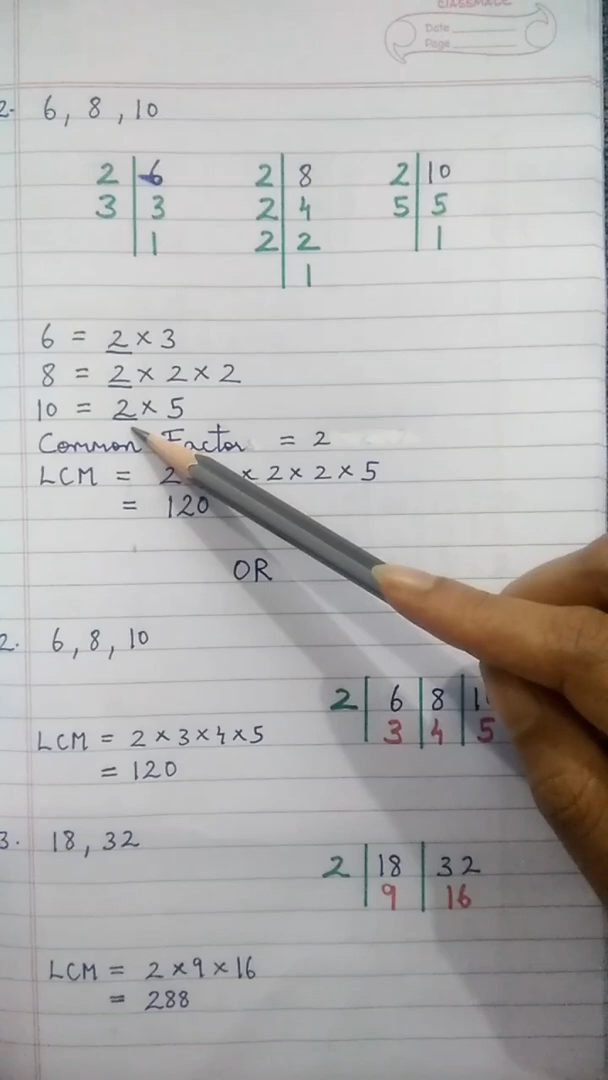 CLASSMATE
Date
Page
2. 6, 8, 10
2 | 6   2 | 8   2 | 10
3 | 3   2 | 4   5 | 5
| 1   2 | 2   | 1
| 1
6 = 2 × 3
8 = 2 × 2 × 2
10 = 2 × 5
Common Factor = 2
LCM = 2 × 2 × 2 × 5
= 120
OR
2. 6, 8, 10
2 | 6 | 8 |
3 | 4 | 5
LCM = 2 × 3 × 4 × 5
= 120
3. 18, 32
2 | 18 | 32
9 | 16
LCM = 2 × 9 × 16
= 288